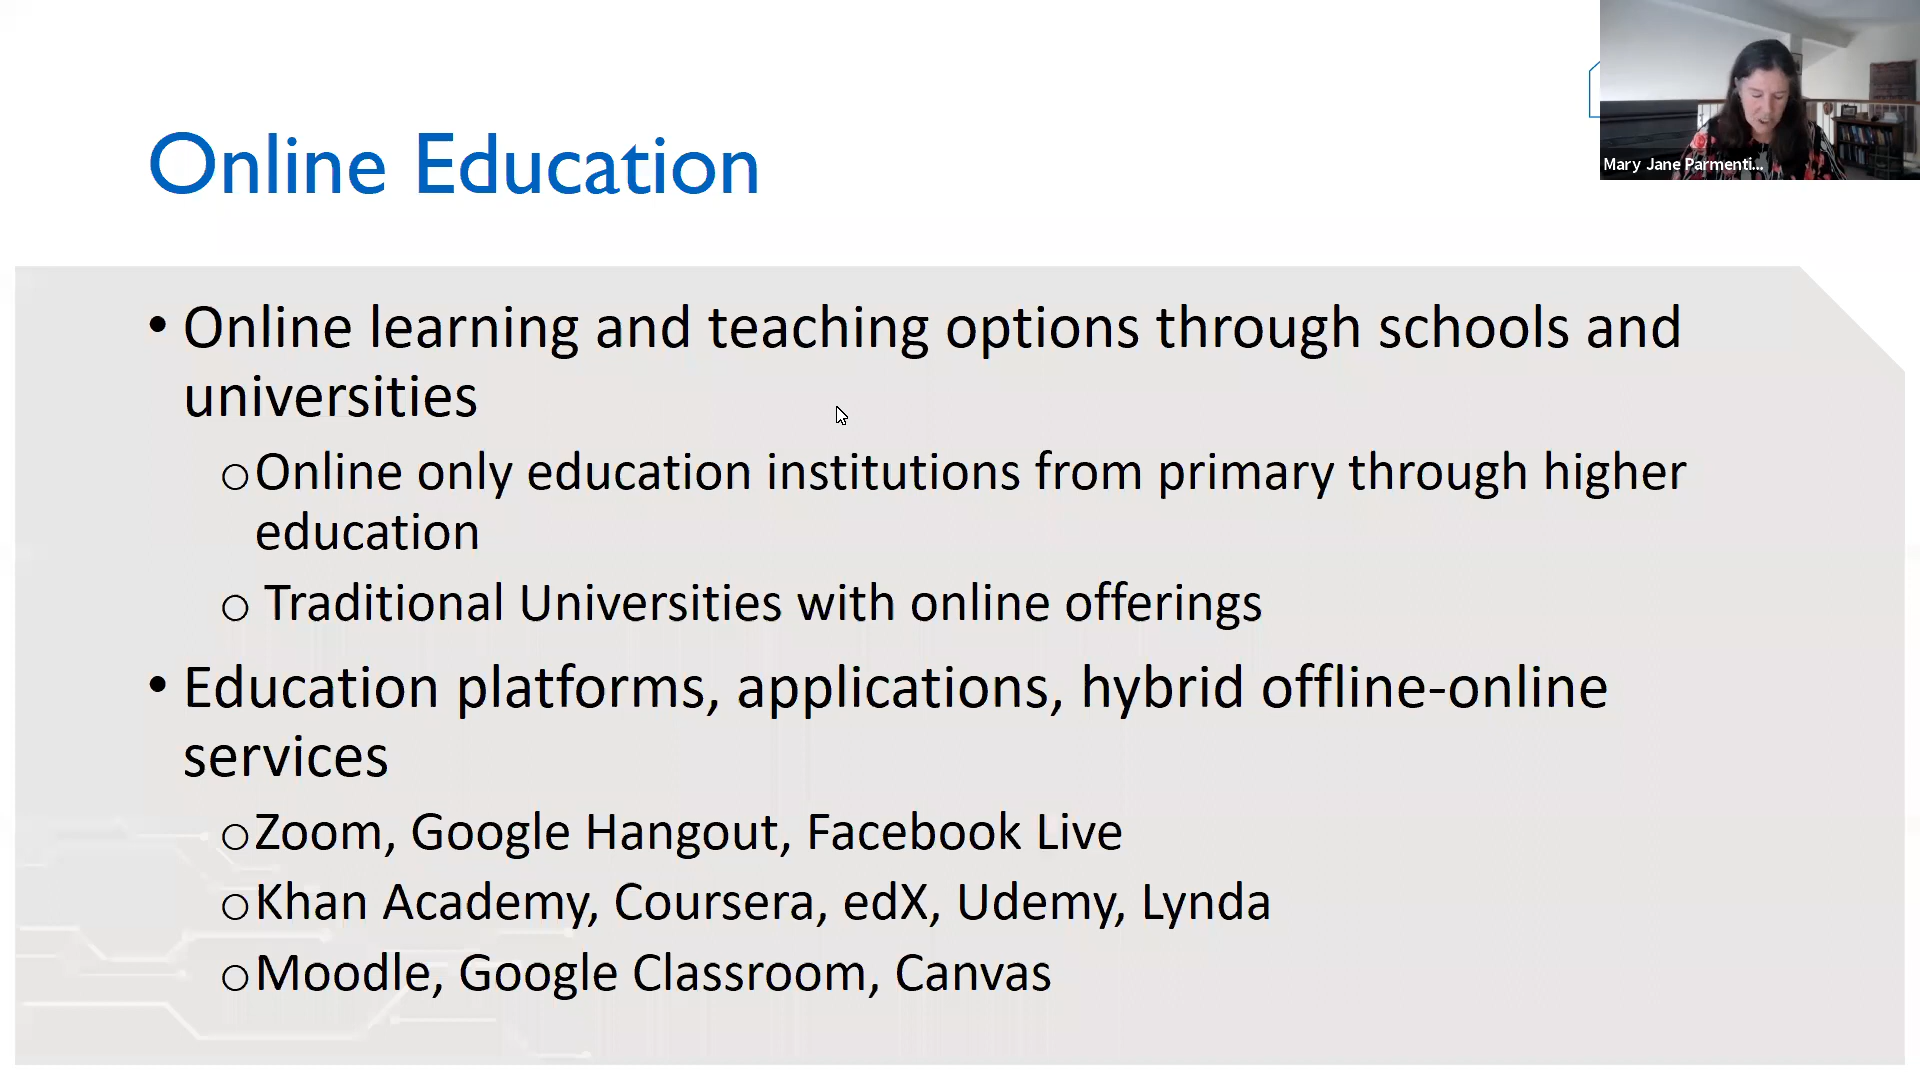 Online Education
Mary Jane Parmenti...
• Online learning and teaching options through schools and
universities
o Online only education institutions from primary through higher
education
o Traditional Universities with online offerings
• Education platforms, applications, hybrid offline-online
services
o Zoom, Google Hangout, Facebook Live
o Khan Academy, Coursera, edX, Udemy, Lynda
o Moodle, Google Classroom, Canvas